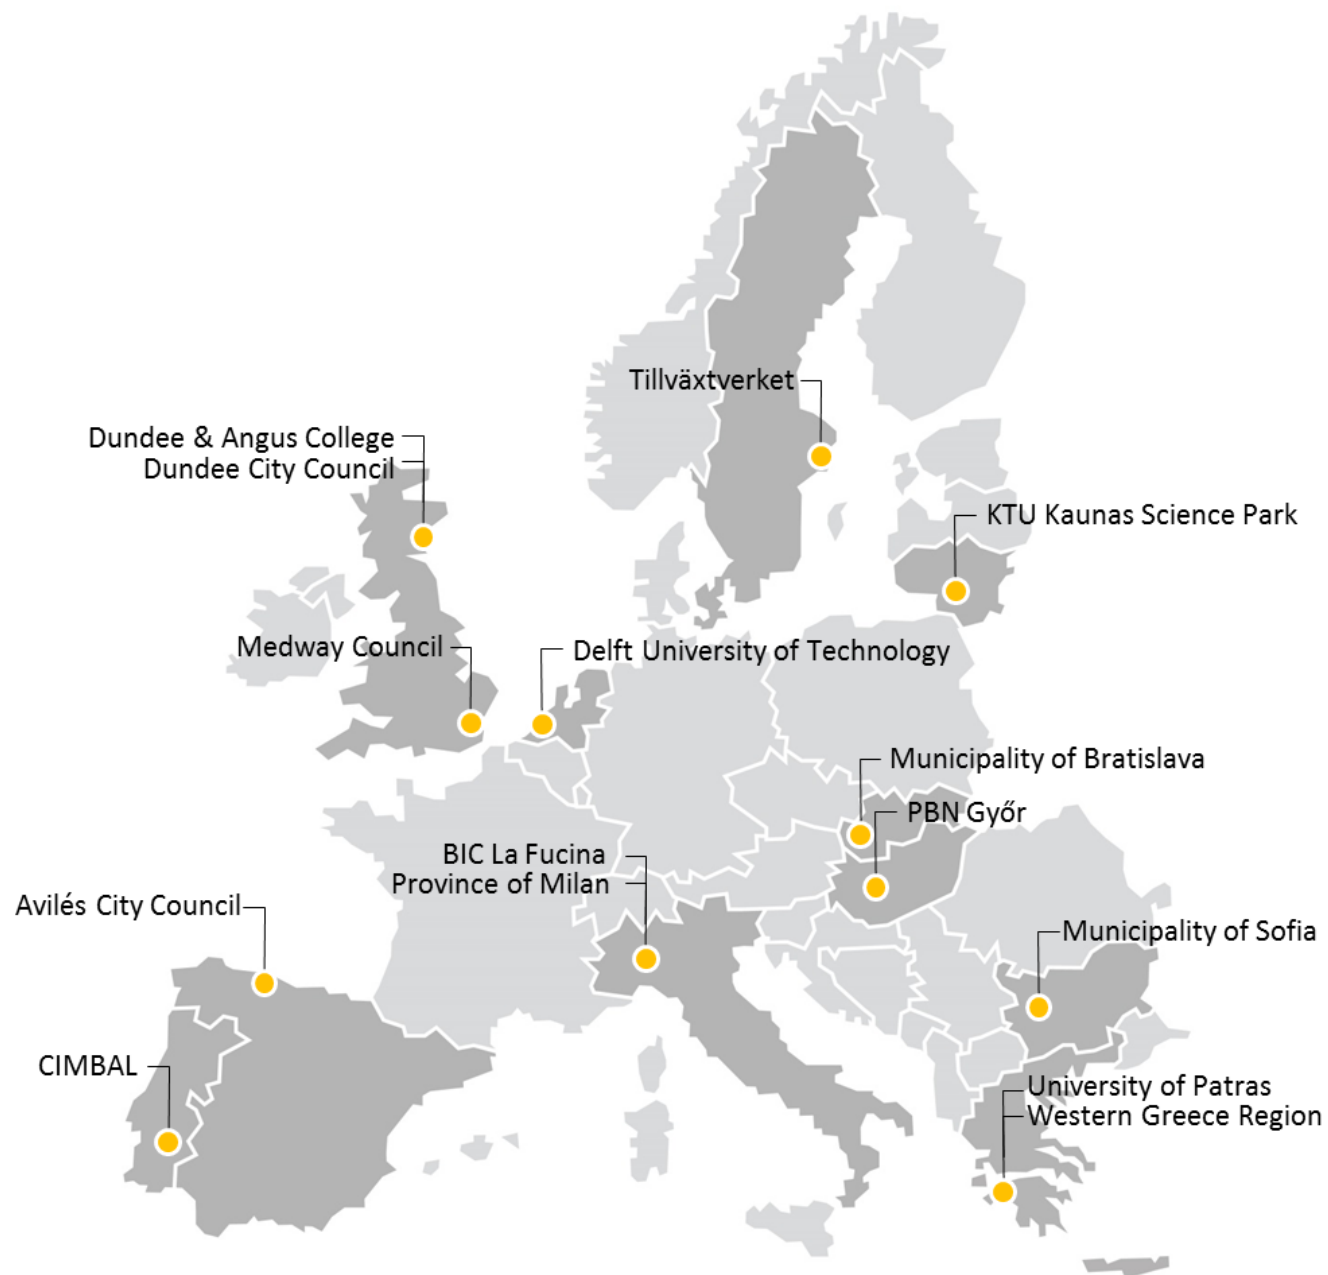 Tillväxtverket
Dundee & Angus College
Dundee City Council
KTU Kaunas Science Park
Medway Council
Delft University of Technology
Municipality of Bratislava
PBN Győr
BIC La Fucina
Province of Milan
Avilés City Council
Municipality of Sofia
CIMBAL
University of Patras
Western Greece Region